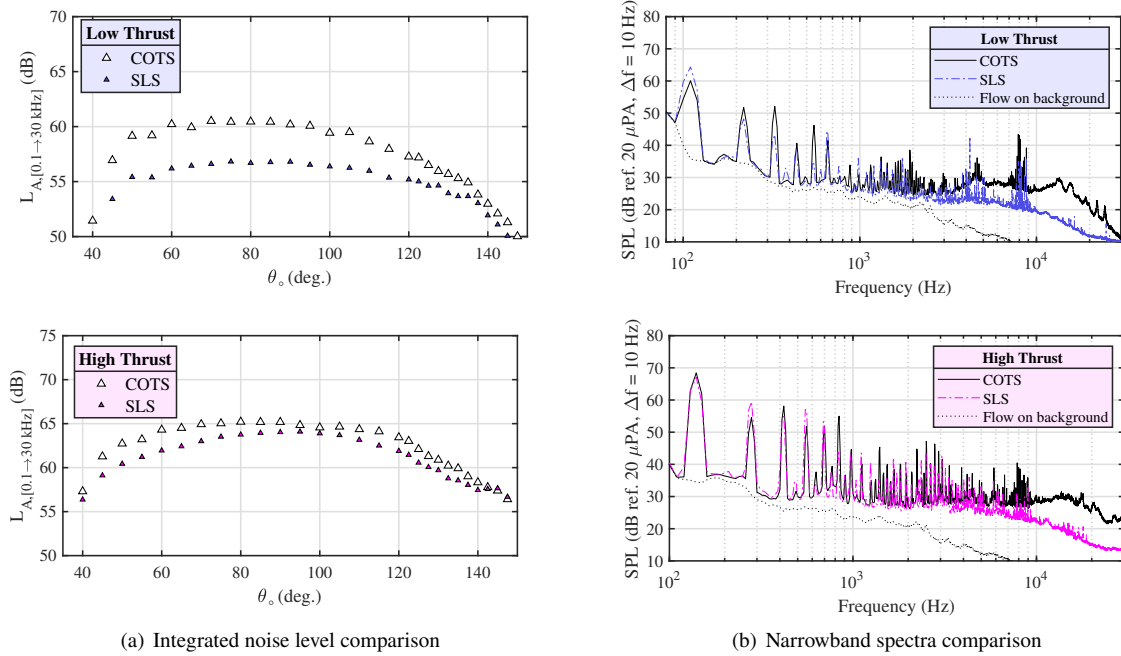 70
65
60
55
50
L_{A,[0.1→30 kHz]} (dB)
Low Thrust
COTS
SLS
40 60 80 100 120 140
θ_o (deg.)
80
70
60
50
40
30
20
10
SPL (dB ref. 20 μPA, Δf = 10 Hz)
Low Thrust
COTS
SLS
Flow on background
10^2 10^3 10^4
Frequency (Hz)
75
70
65
60
55
50
L_{A,[0.1→30 kHz]} (dB)
High Thrust
COTS
SLS
40 60 80 100 120 140
θ_o (deg.)
80
70
60
50
40
30
20
10
SPL (dB ref. 20 μPA, Δf = 10 Hz)
High Thrust
COTS
SLS
Flow on background
10^2 10^3 10^4
Frequency (Hz)
(a) Integrated noise level comparison
(b) Narrowband spectra comparison